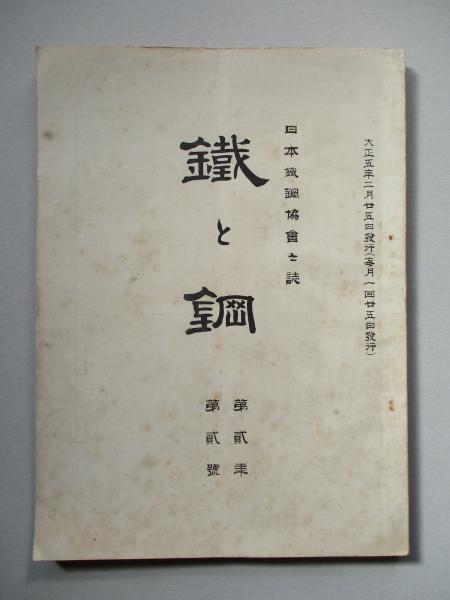 大正五年二月廿五日發行(每月一回廿五日發行)
日本鐵鋼協會々誌
鐵と鋼
第貳年
第貳號